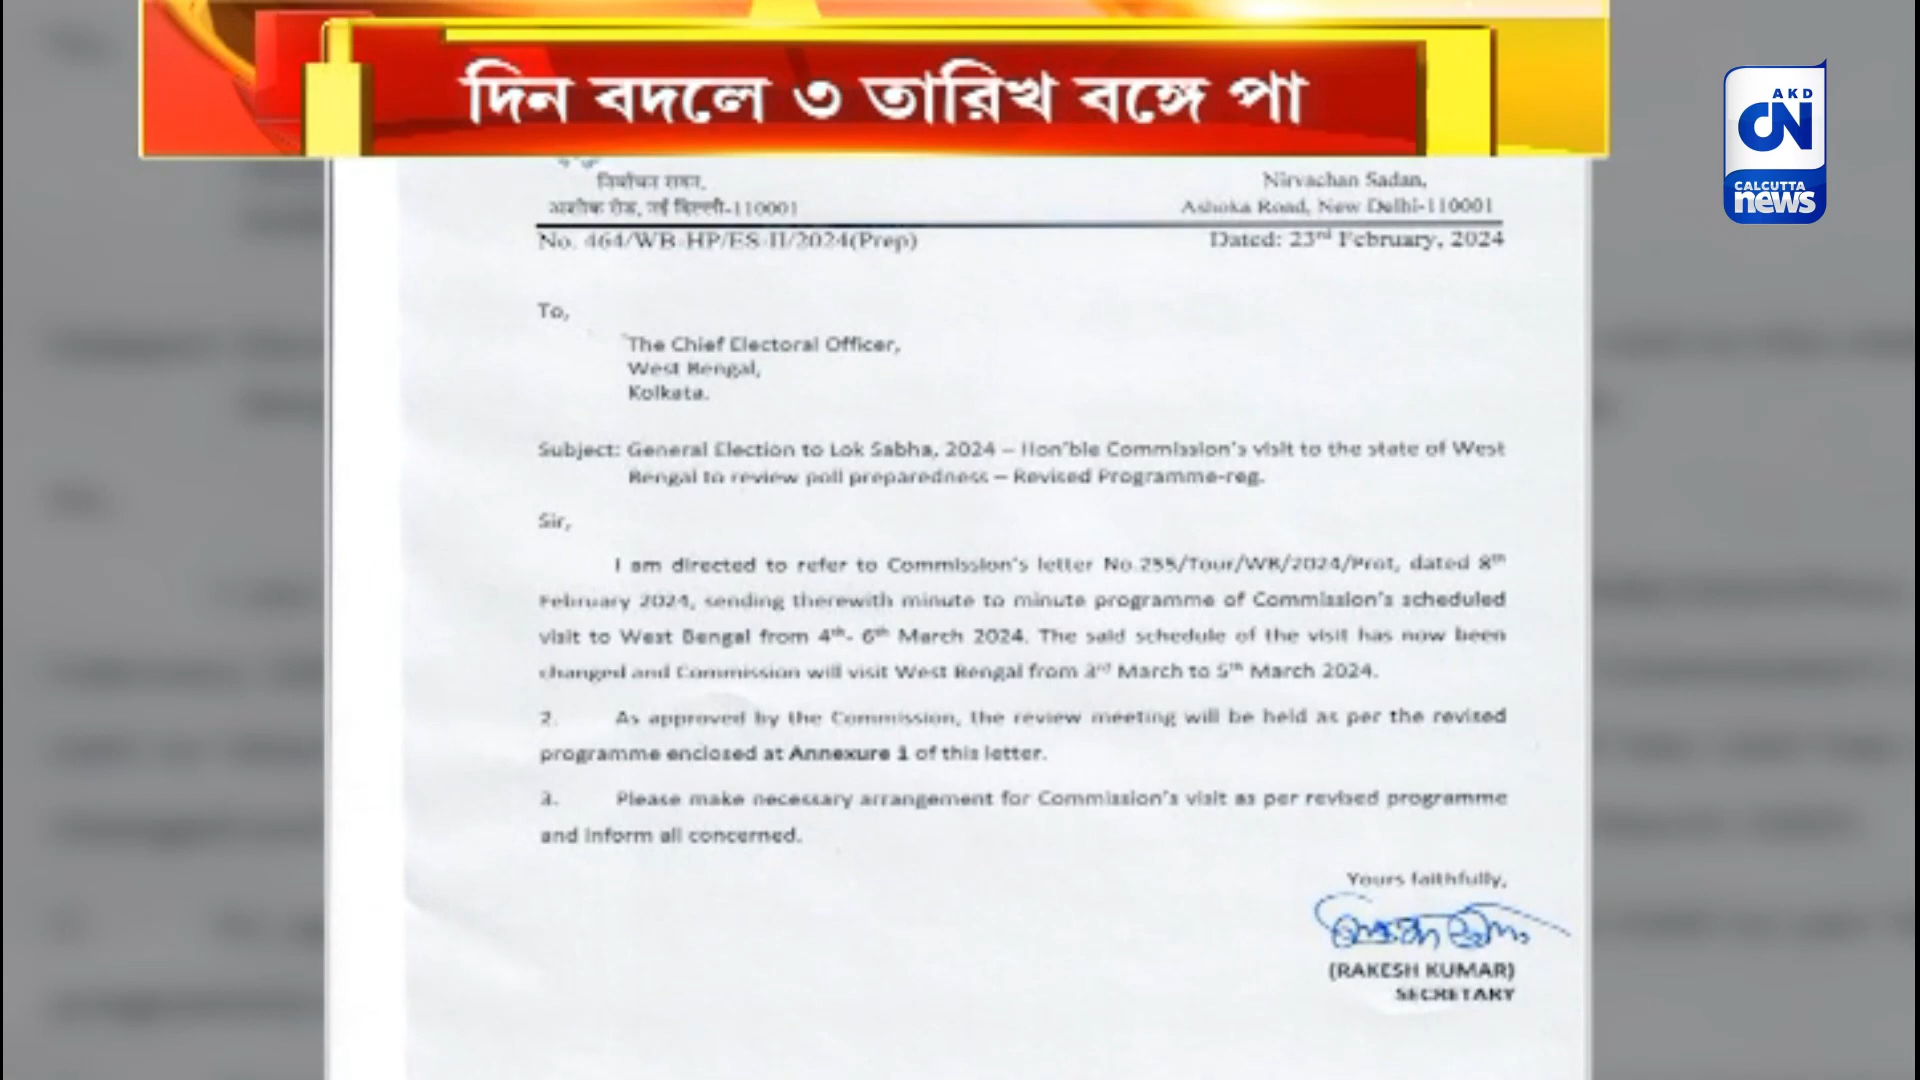 দিন বদলে ৩ তারিখ বঙ্গে পা
AKD
CN
CALCUTTA
news
निर्वाचन सदन,
अशोक रोड, नई दिल्ली-110001
Nirvachan Sadan,
Ashoka Road, New Delhi-110001
No. 464/WB-HP/ES-II/2024(Prep)
Dated: 23rd February, 2024
To,
The Chief Electoral Officer,
West Bengal,
Kolkata.
Subject: General Election to Lok Sabha, 2024 – Hon'ble Commission's visit to the state of West
Bengal to review poll preparedness – Revised Programme-reg.
Sir,
I am directed to refer to Commission's letter No.255/Tour/WB/2024/Prot, dated 8th
February 2024, sending therewith minute to minute programme of Commission's scheduled
visit to West Bengal from 4th- 6th March 2024. The said schedule of the visit has now been
changed and Commission will visit West Bengal from 3rd March to 5th March 2024.
2. As approved by the Commission, the review meeting will be held as per the revised
programme enclosed at Annexure 1 of this letter.
3. Please make necessary arrangement for Commission's visit as per revised programme
and inform all concerned.
Yours faithfully,
(RAKESH KUMAR)
SECRETARY